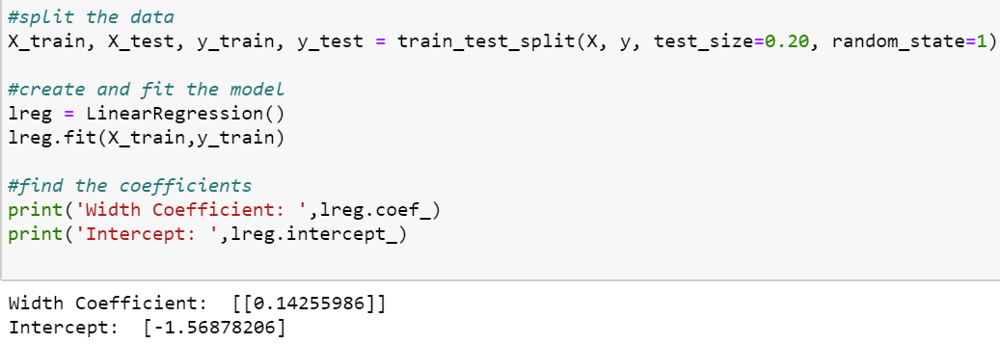 #split the data
X_train, X_test, y_train, y_test = train_test_split(X, y, test_size=0.20, random_state=1)
#create and fit the model
lreg = LinearRegression()
lreg.fit(X_train,y_train)
#find the coefficients
print('Width Coefficient: ',lreg.coef_)
print('Intercept: ',lreg.intercept_)
Width Coefficient:  [[0.14255986]]
Intercept:  [-1.56878206]